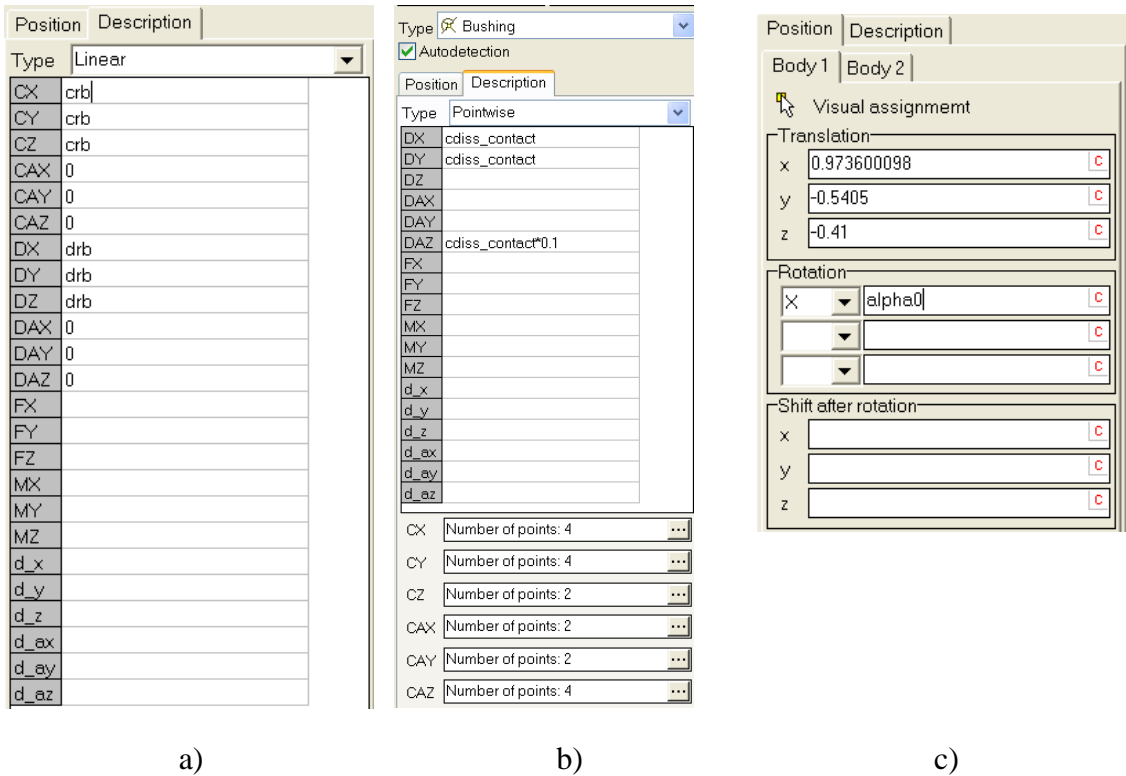 Position Description
Type Linear
CX crb
CY crb
CZ crb
CAX 0
CAY 0
CAZ 0
DX drb
DY drb
DZ drb
DAX 0
DAY 0
DAZ 0
FX
FY
FZ
MX
MY
MZ
d_x
d_y
d_z
d_ax
d_ay
d_az
a)
Type Bushing
Autodetection
Position Description
Type Pointwise
DX cdiss_contact
DY cdiss_contact
DZ
DAX
DAY
DAZ cdiss_contact*0.1
FX
FY
FZ
MX
MY
MZ
d_x
d_y
d_z
d_ax
d_ay
d_az
CX Number of points: 4
CY Number of points: 4
CZ Number of points: 2
CAX Number of points: 2
CAY Number of points: 2
CAZ Number of points: 4
b)
Position Description
Body 1 Body 2
Visual assignmemt
Translation
x 0.973600098 C
y -0.5405 C
z -0.41 C
Rotation
X alpha0 C
C
C
Shift after rotation
x C
y C
z C
c)